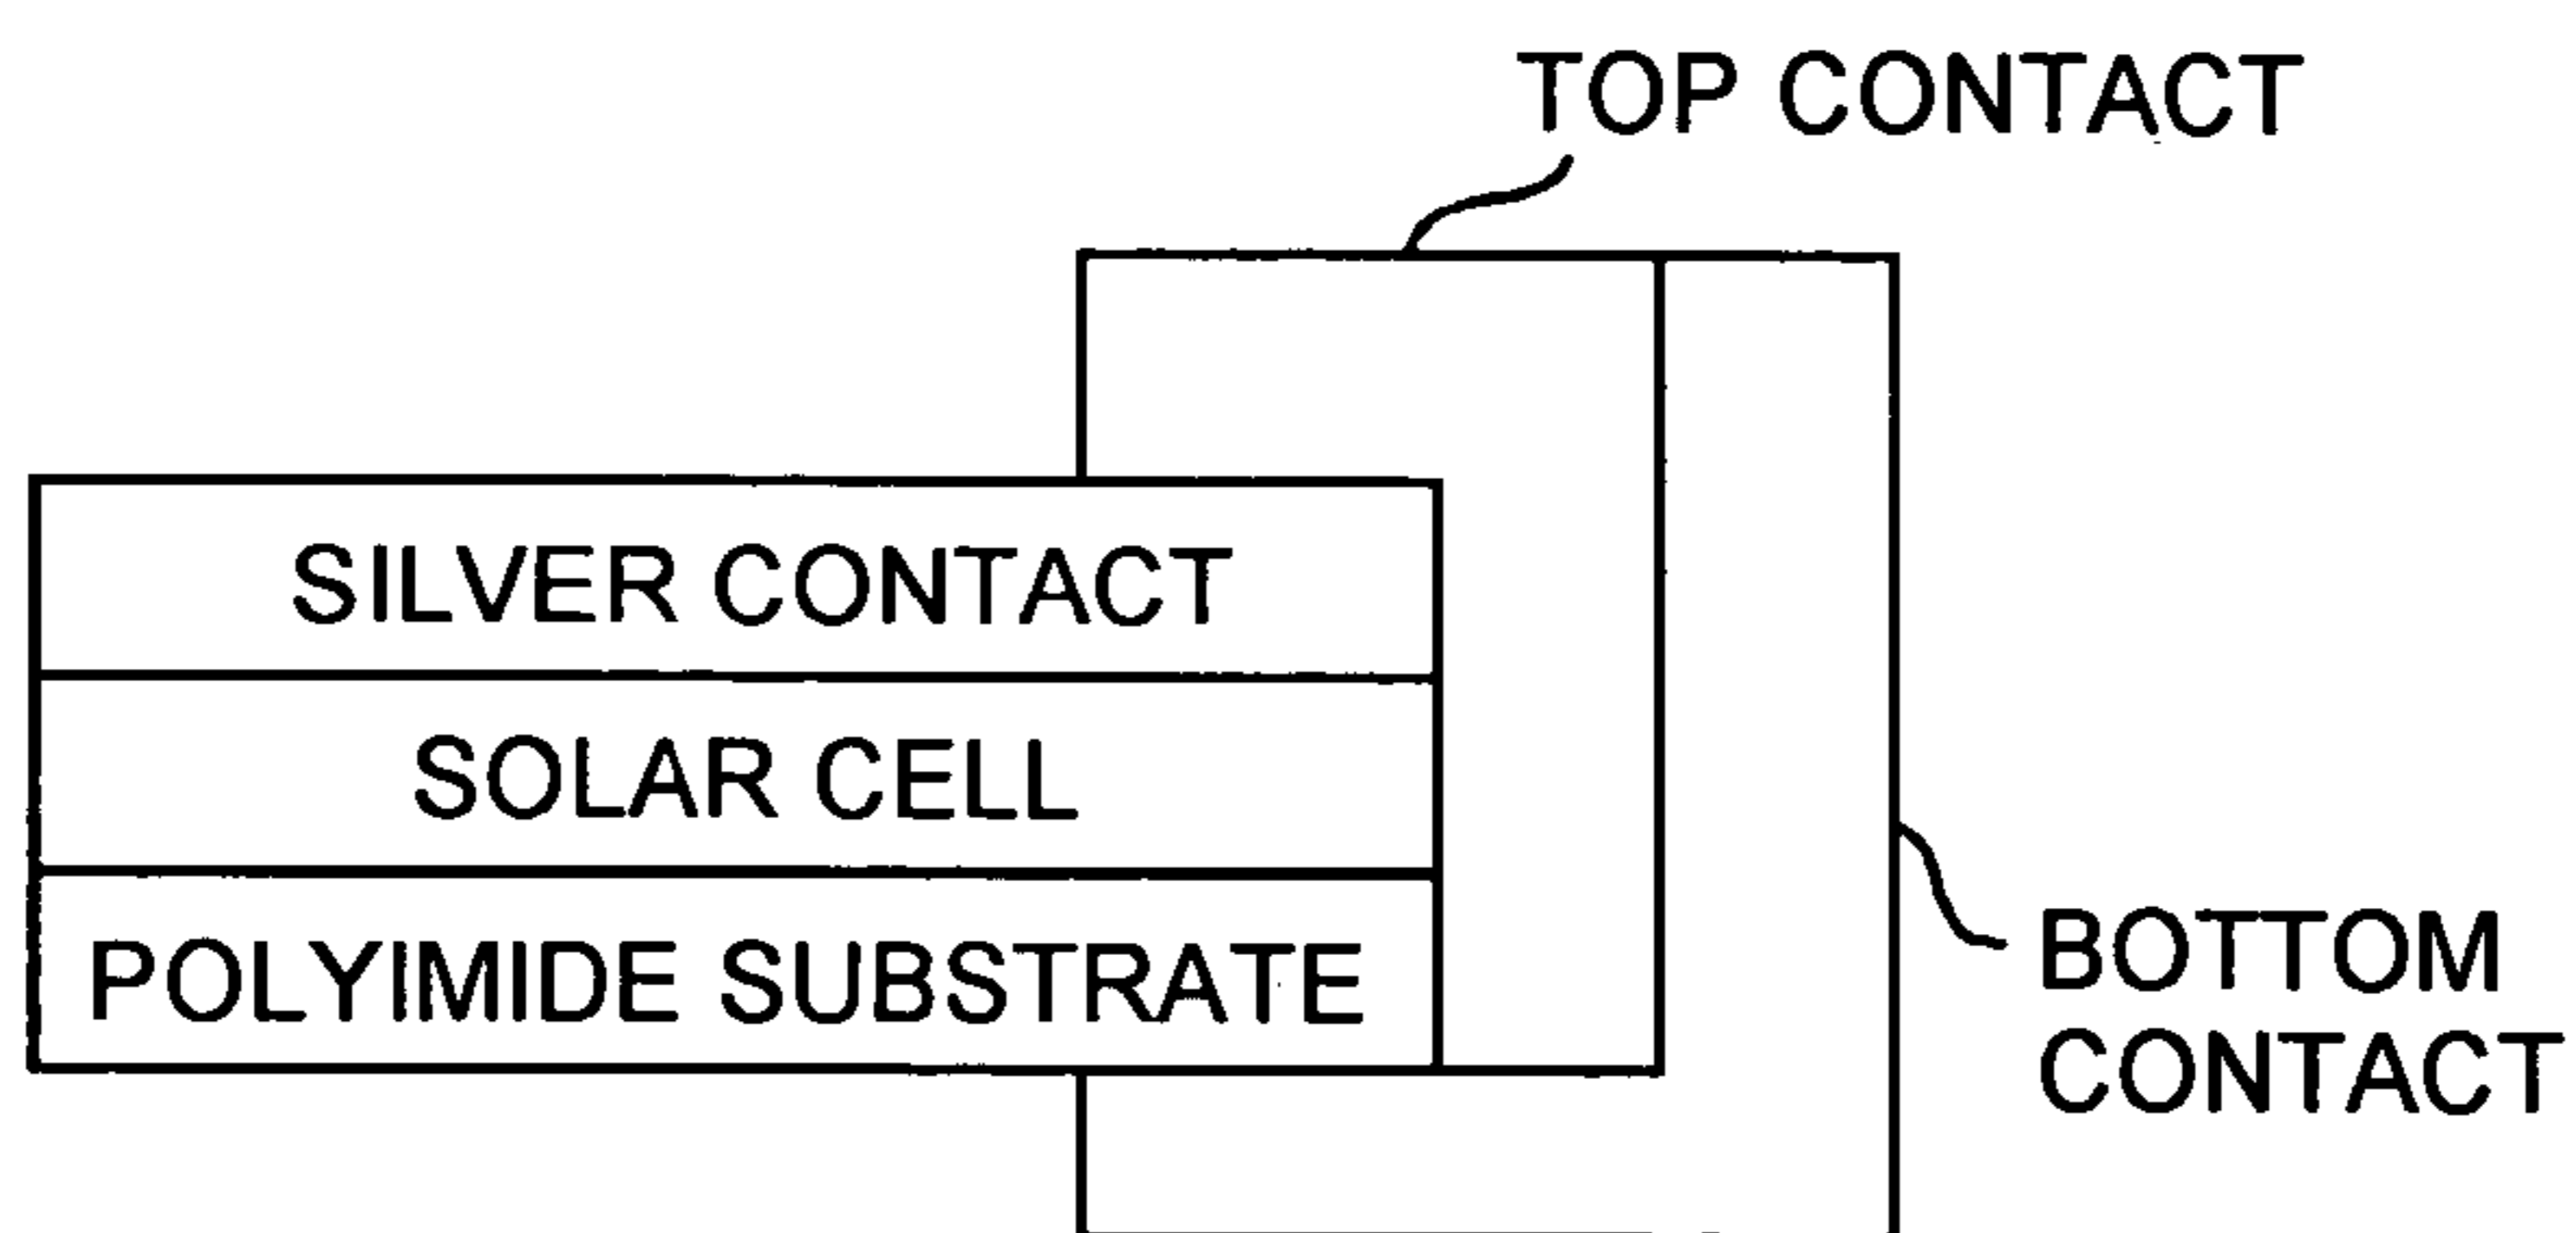 TOP CONTACT
SILVER CONTACT
SOLAR CELL
POLYIMIDE SUBSTRATE
BOTTOM
CONTACT